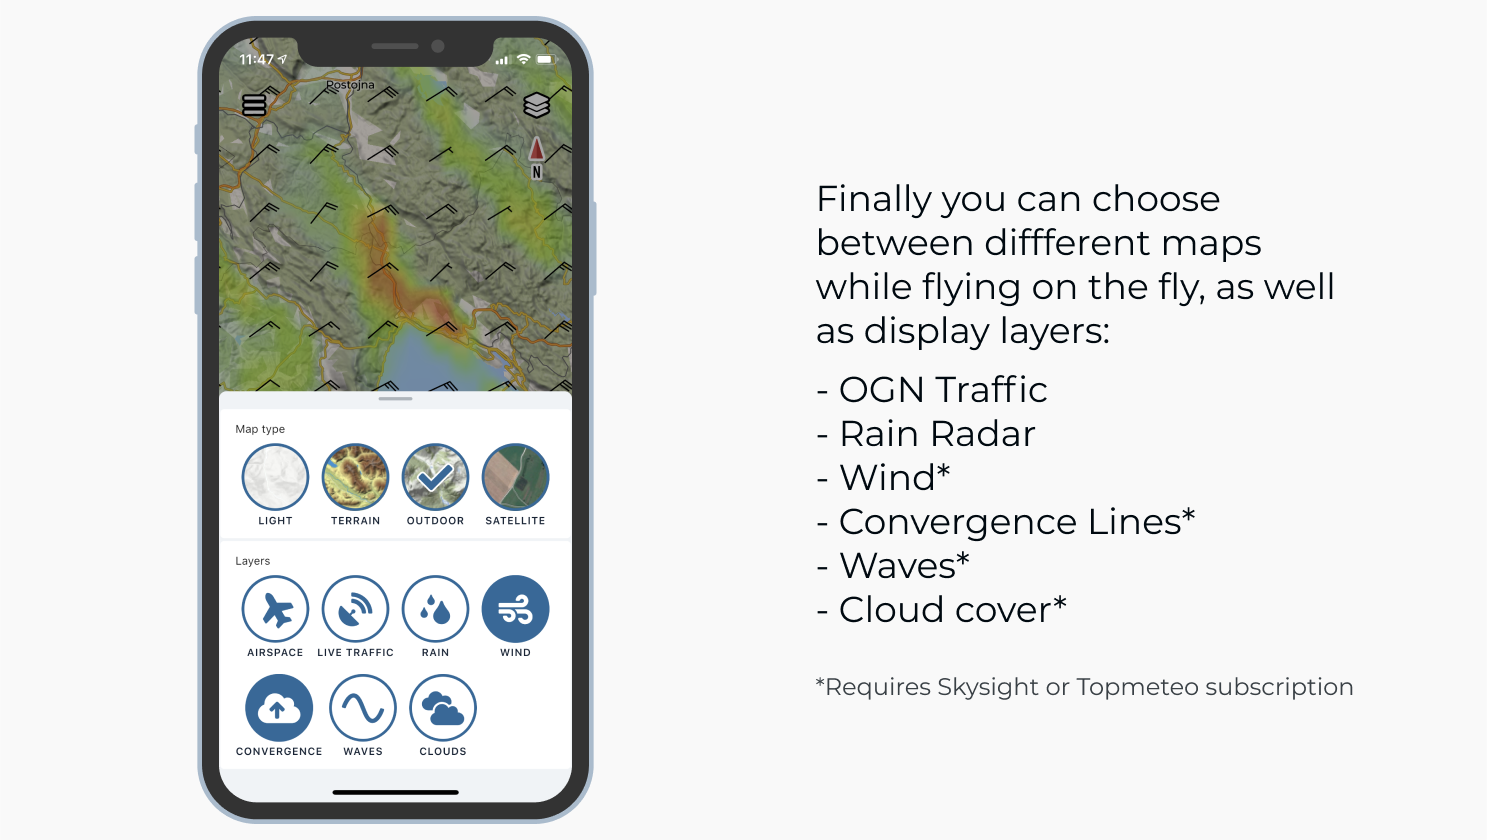 11:47
Postojna
N
Map type
LIGHT TERRAIN OUTDOOR SATELLITE
Layers
AIRSPACE LIVE TRAFFIC RAIN WIND
CONVERGENCE WAVES CLOUDS
Finally you can choose
between diffferent maps
while flying on the fly, as well
as display layers:
- OGN Traffic
- Rain Radar
- Wind*
- Convergence Lines*
- Waves*
- Cloud cover*
*Requires Skysight or Topmeteo subscription